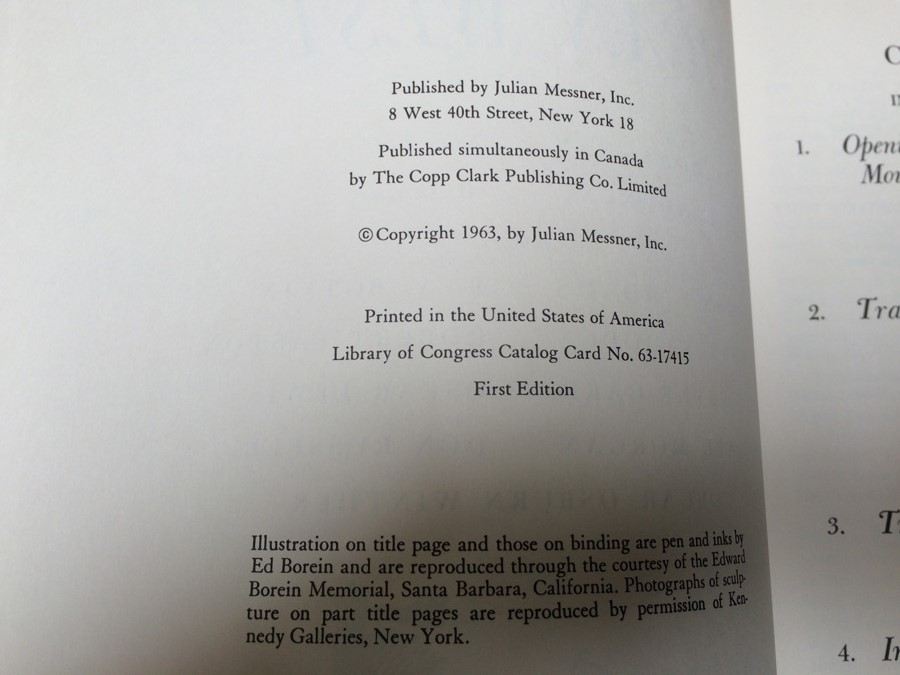 Published by Julian Messner, Inc.
8 West 40th Street, New York 18
Published simultaneously in Canada
by The Copp Clark Publishing Co. Limited
© Copyright 1963, by Julian Messner, Inc.
Printed in the United States of America
Library of Congress Catalog Card No. 63-17415
First Edition
Illustration on title page and those on binding are pen and inks by
Ed Borein and are reproduced through the courtesy of the Edward
Borein Memorial, Santa Barbara, California. Photographs of sculp-
ture on part title pages are reproduced by permission of Ken-
nedy Galleries, New York.
1.
2.
3.
4.